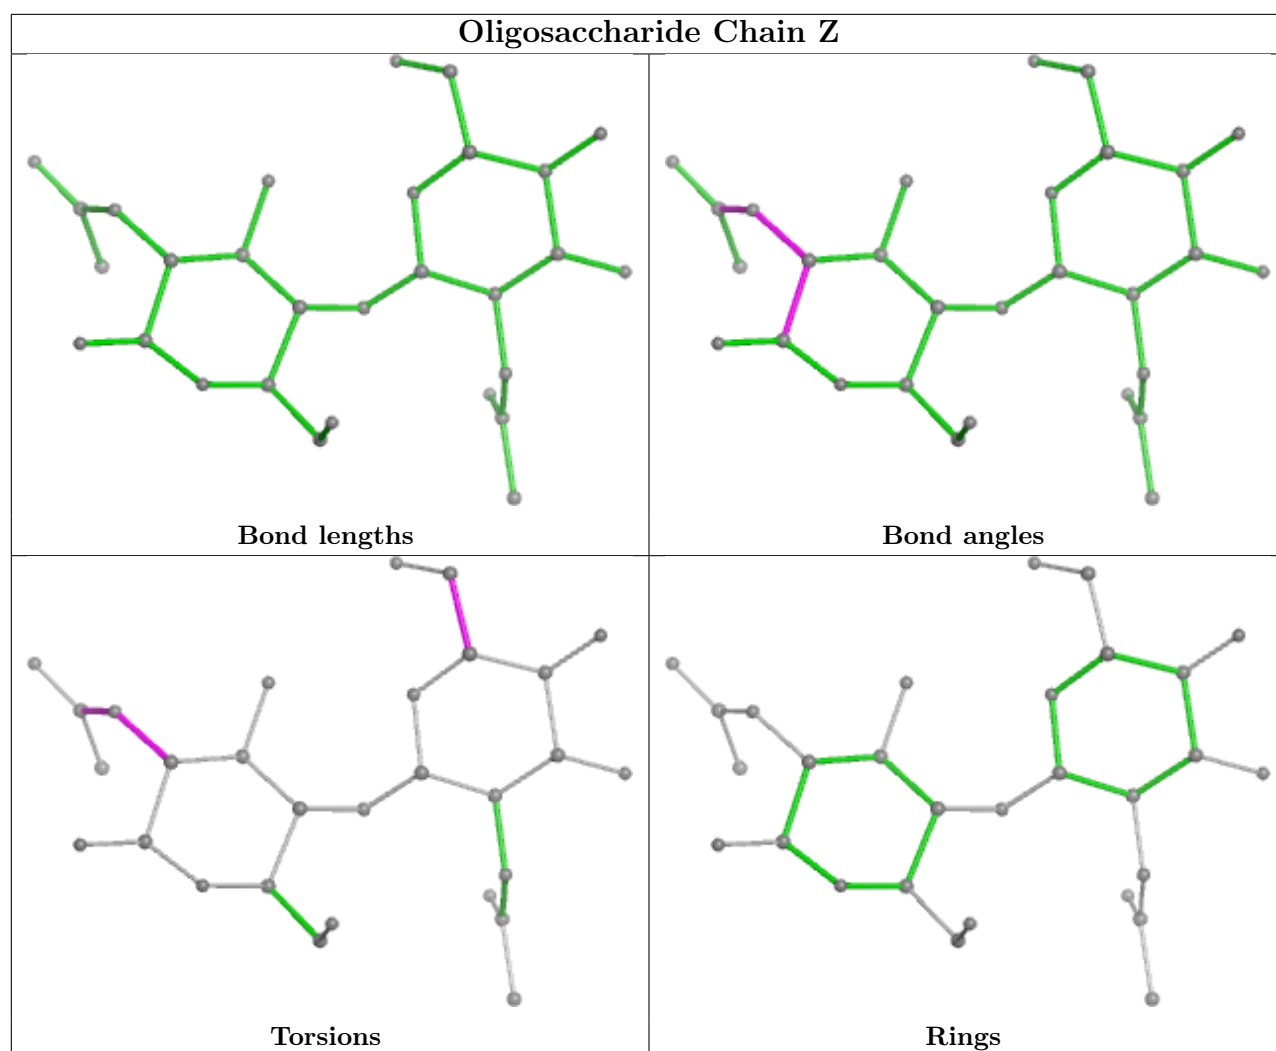 Oligosaccharide Chain Z
Bond lengths
Bond angles
Torsions
Rings